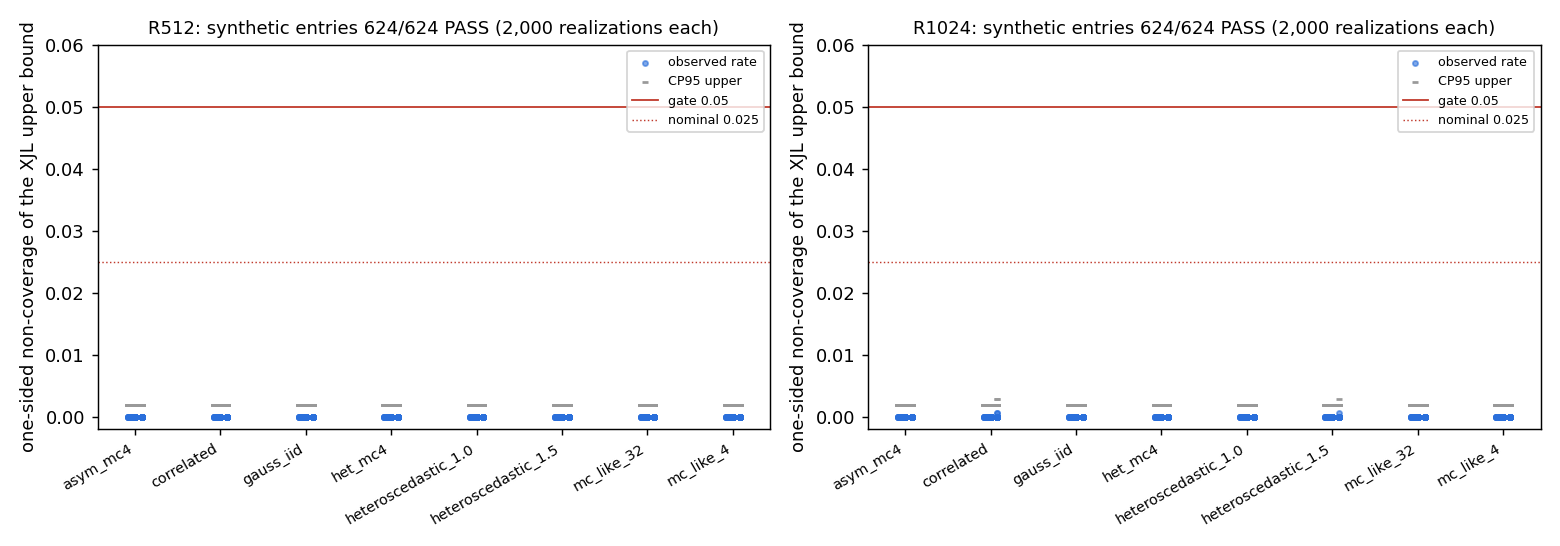 R512: synthetic entries 624/624 PASS (2,000 realizations each)
one-sided non-coverage of the XJL upper bound
0.06
0.05
0.04
0.03
0.02
0.01
0.00
observed rate
CP95 upper
gate 0.05
nominal 0.025
asym_mc4
correlated
gauss_iid
het_mc4
heteroscedastic_1.0
heteroscedastic_1.5
mc_like_32
mc_like_4
R1024: synthetic entries 624/624 PASS (2,000 realizations each)
one-sided non-coverage of the XJL upper bound
0.06
0.05
0.04
0.03
0.02
0.01
0.00
observed rate
CP95 upper
gate 0.05
nominal 0.025
asym_mc4
correlated
gauss_iid
het_mc4
heteroscedastic_1.0
heteroscedastic_1.5
mc_like_32
mc_like_4